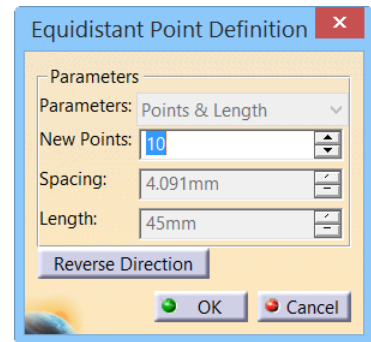 Equidistant Point Definition
Parameters
Parameters: Points & Length
New Points: 10
Spacing: 4.091mm
Length: 45mm
Reverse Direction
OK Cancel